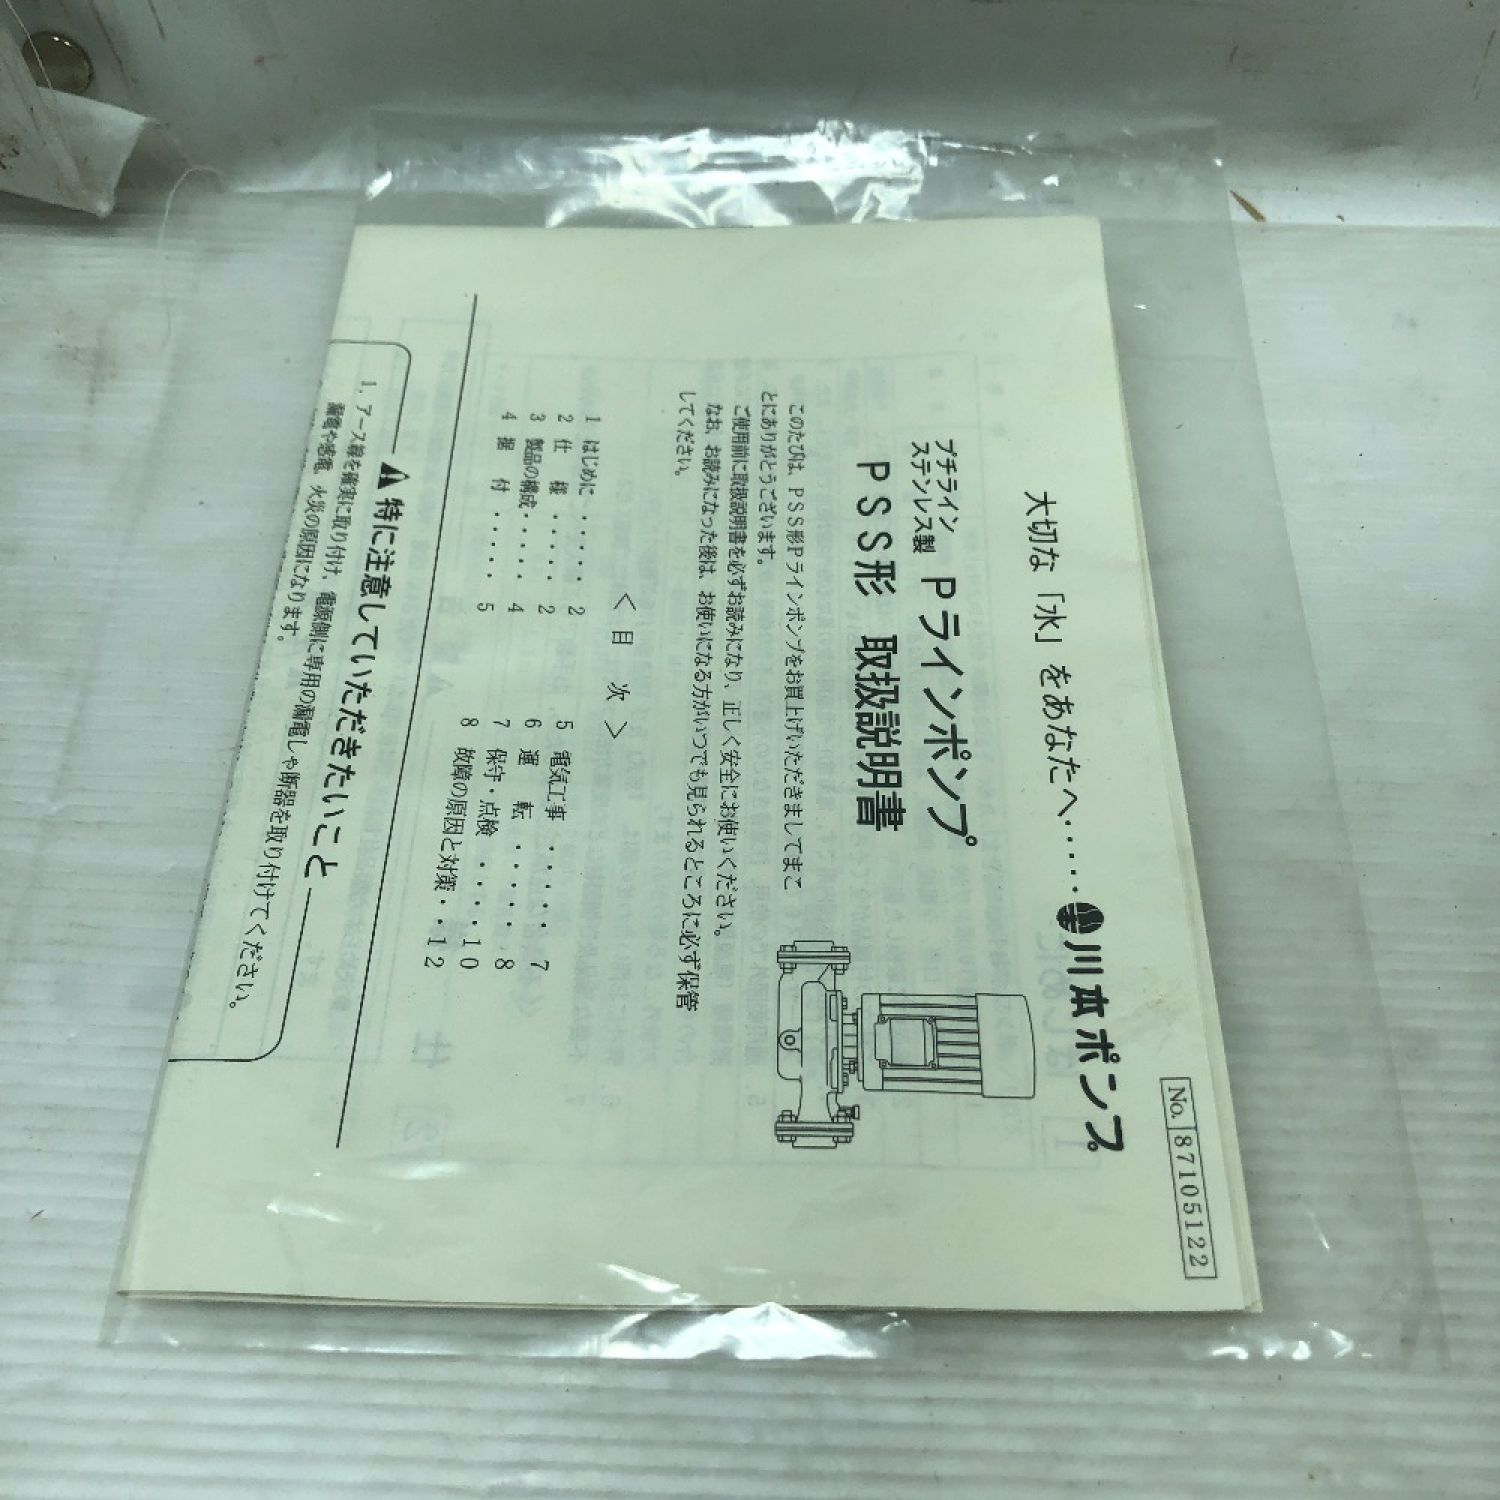 No. 87105122
大切な「水」をあなたへ・・・・・川本ポンプ
プチライン
ステンレス製 Pラインポンプ
PSS形 取扱説明書
このたびは、PSS形Pラインポンプをお買上げいただきましてまこ
とにありがとうございます。
ご使用前に取扱説明書を必ずお読みになり、正しく安全にお使いください。
なお、お読みになった後は、お使いになる方がいつでも見られるところに必ず保管
してください。
<目 次>
1 はじめに・・・・・2
2 仕 様・・・・・2
3 製品の構成・・・・・4
4 据 付・・・・・5
5 電気工事・・・・・7
6 運 転・・・・・8
7 保守・点検・・・・・10
8 故障の原因と対策・・12
特に注意していただきたいこと
1. アース線を確実に取り付け、電源側に専用の漏電しゃ断器を取り付けてください。
漏電や感電、火災の原因になります。